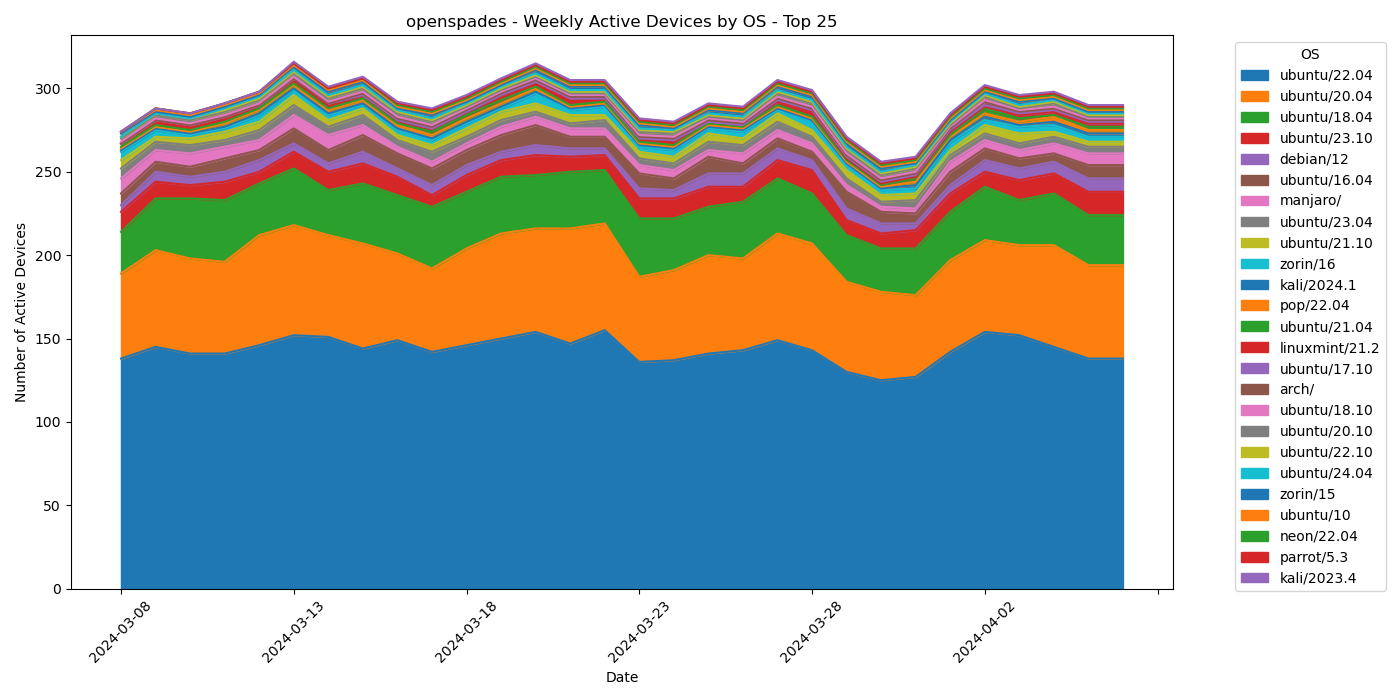 openspades - Weekly Active Devices by OS - Top 25
Number of Active Devices
300
250
200
150
100
50
0
2024-03-08
2024-03-13
2024-03-18
2024-03-23
2024-03-28
2024-04-02
Date
OS
ubuntu/22.04
ubuntu/20.04
ubuntu/18.04
ubuntu/23.10
debian/12
ubuntu/16.04
manjaro/
ubuntu/23.04
ubuntu/21.10
zorin/16
kali/2024.1
pop/22.04
ubuntu/21.04
linuxmint/21.2
ubuntu/17.10
arch/
ubuntu/18.10
ubuntu/20.10
ubuntu/22.10
ubuntu/24.04
zorin/15
ubuntu/10
neon/22.04
parrot/5.3
kali/2023.4